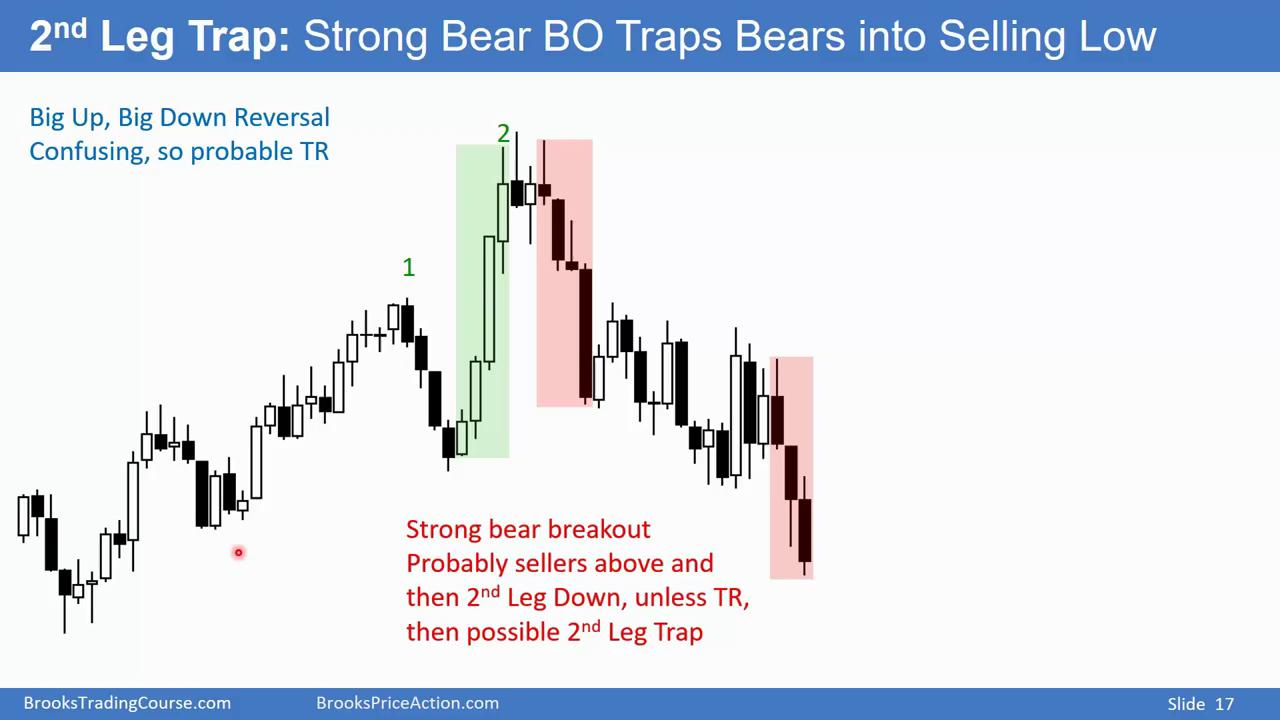 2nd Leg Trap: Strong Bear BO Traps Bears into Selling Low
Big Up, Big Down Reversal
Confusing, so probable TR
2
1
Strong bear breakout
Probably sellers above and
then 2nd Leg Down, unless TR,
then possible 2nd Leg Trap
BrooksTradingCourse.com
BrooksPriceAction.com
Slide 17